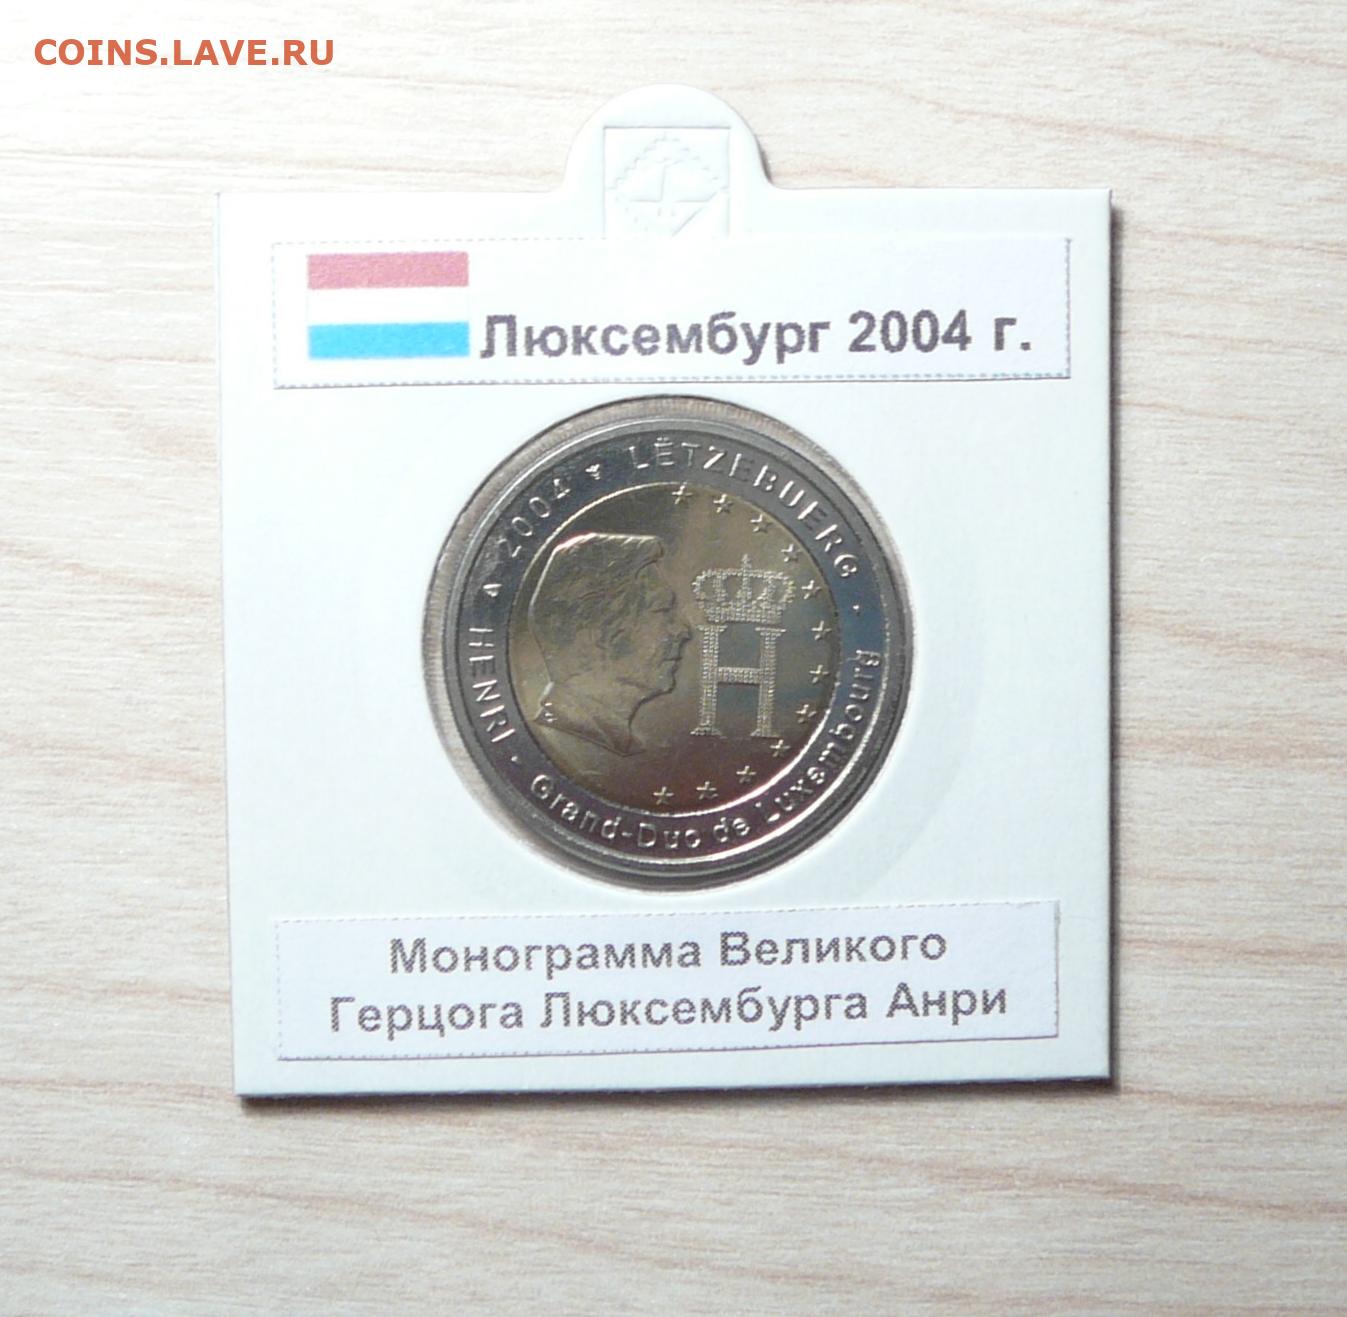 COINS.LAVE.RU
Люксембург 2004 г.
HENRI 2004 LËTZEBUERG
Grand-Duc de Luxembourg
H
Монограмма Великого
Герцога Люксембурга Анри